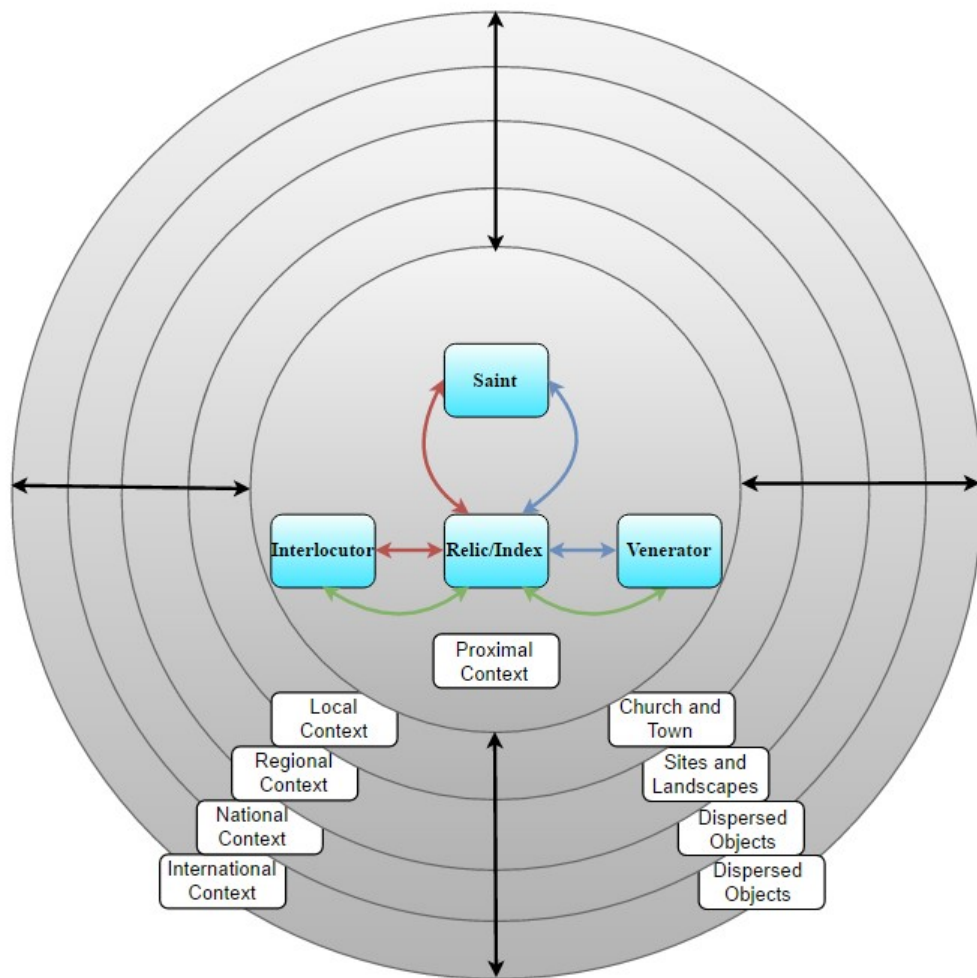 Saint
Interlocutor
Relic/Index
Venerator
Proximal
Context
Local
Context
Church and
Town
Regional
Context
Sites and
Landscapes
National
Context
Dispersed
Objects
International
Context
Dispersed
Objects